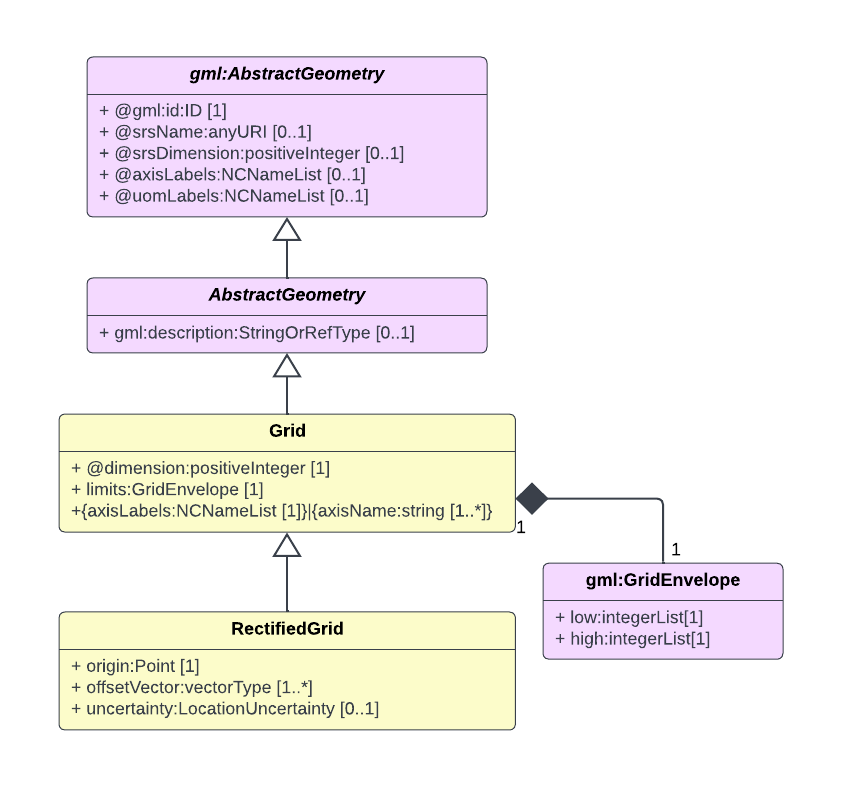 gml:AbstractGeometry
+ @gml:id:ID [1]
+ @srsName:anyURI [0..1]
+ @srsDimension:positiveInteger [0..1]
+ @axisLabels:NCNameList [0..1]
+ @uomLabels:NCNameList [0..1]
AbstractGeometry
+ gml:description:StringOrRefType [0..1]
Grid
+ @dimension:positiveInteger [1]
+ limits:GridEnvelope [1]
+{axisLabels:NCNameList [1]}|{axisName:string [1..*]}
1
1
gml:GridEnvelope
+ low:integerList[1]
+ high:integerList[1]
RectifiedGrid
+ origin:Point [1]
+ offsetVector:vectorType [1..*]
+ uncertainty:LocationUncertainty [0..1]